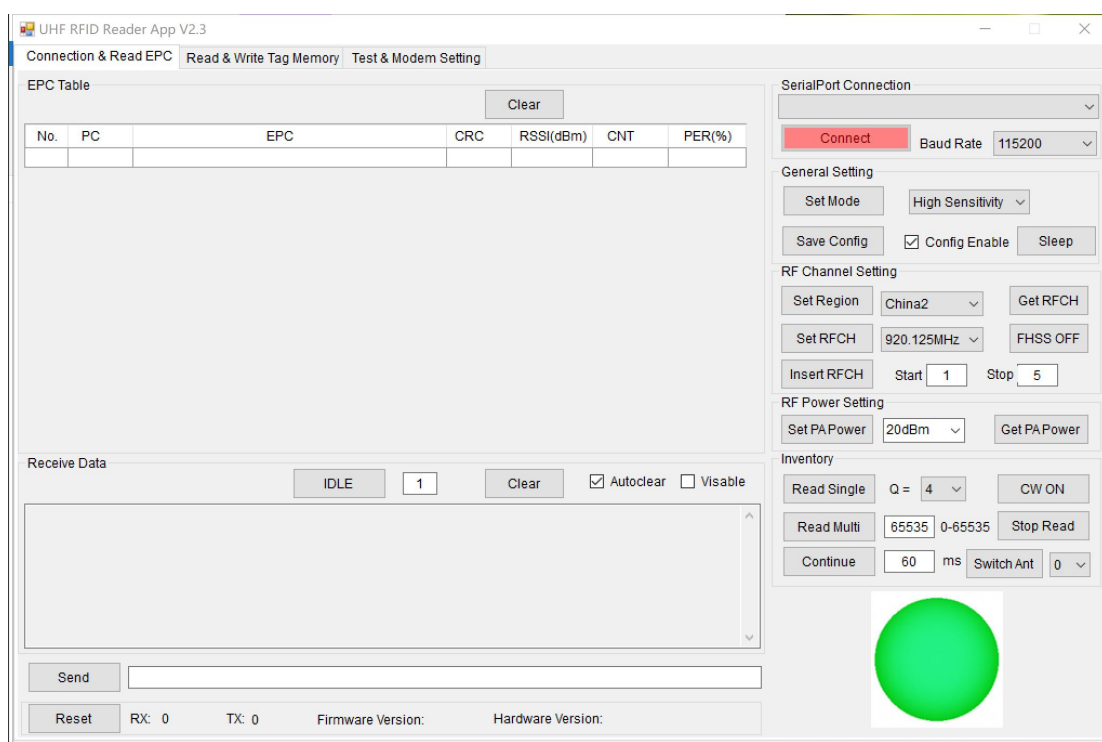 UHF RFID Reader App V2.3
Connection & Read EPC Read & Write Tag Memory Test & Modem Setting
EPC Table
Clear
No. PC EPC CRC RSSI(dBm) CNT PER(%)
Receive Data
IDLE 1 Clear Autoclear Visable
Send
Reset RX: 0 TX: 0 Firmware Version: Hardware Version:
SerialPort Connection
Connect Baud Rate 115200
General Setting
Set Mode High Sensitivity
Save Config Config Enable Sleep
RF Channel Setting
Set Region China2 Get RFCH
Set RFCH 920.125MHz FHSS OFF
Insert RFCH Start 1 Stop 5
RF Power Setting
Set PA Power 20dBm Get PA Power
Inventory
Read Single Q = 4 CW ON
Read Multi 65535 0-65535 Stop Read
Continue 60 ms Switch Ant 0